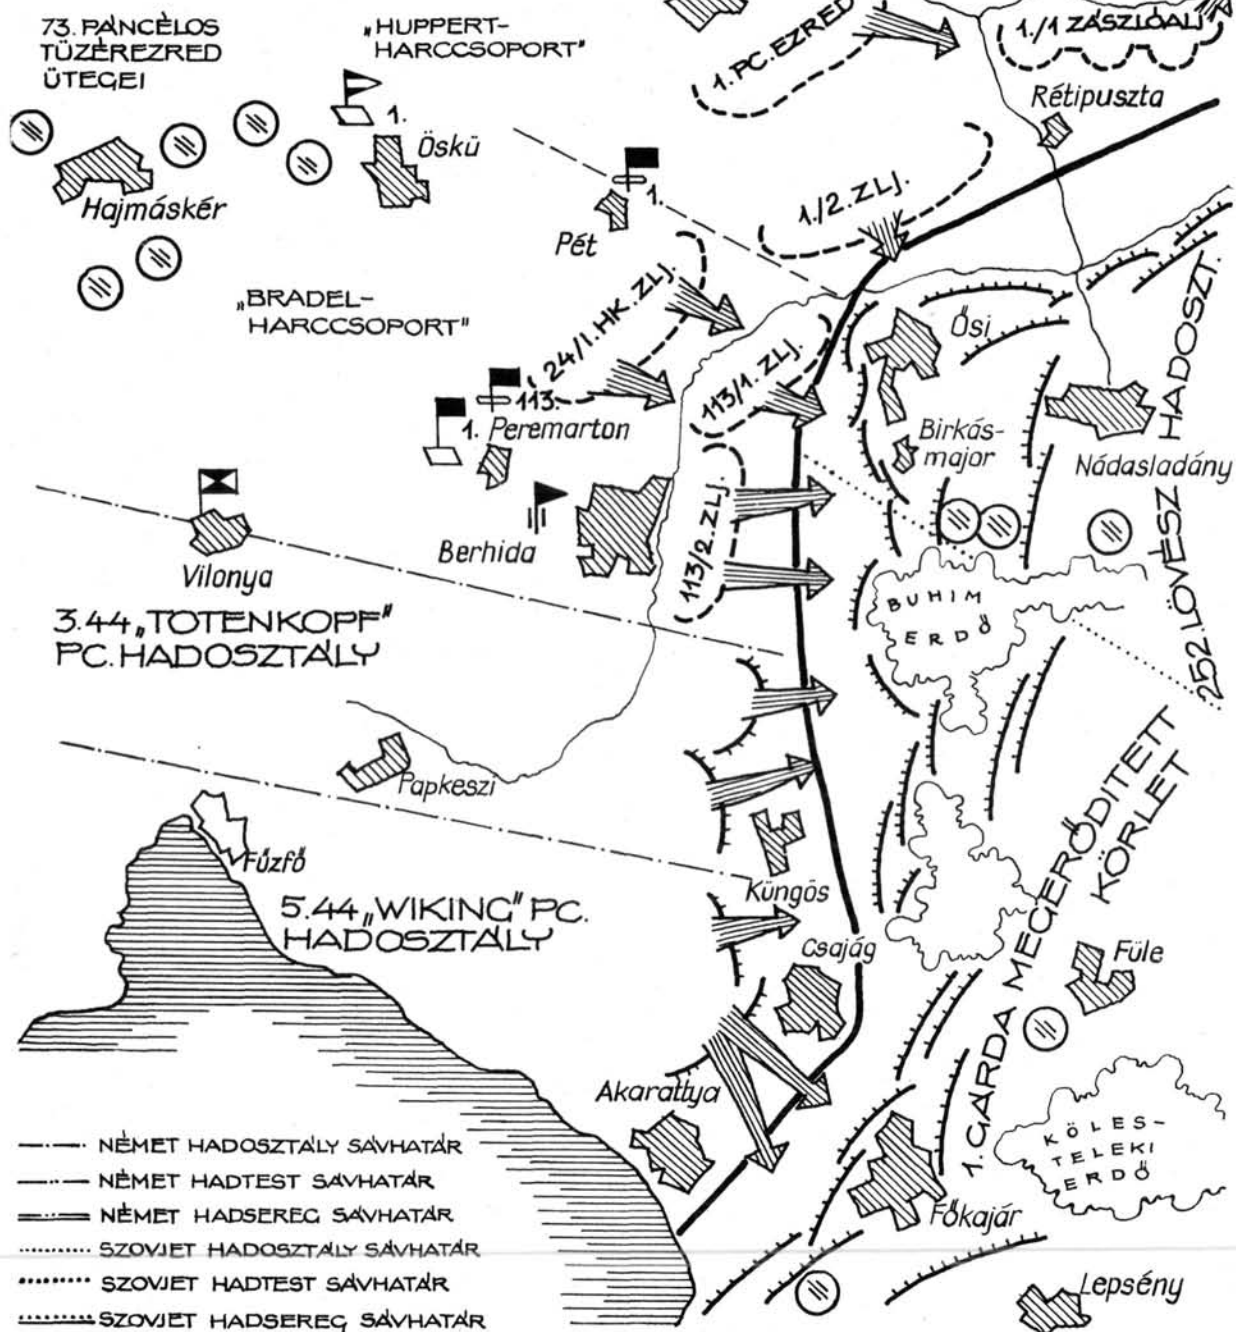 73. PÁNCÉLOS
TÜZÉREZRED
ÜTEGEI
„HUPPERT-
HARCCSOPORT"
1. PC. EZRED
1./1 ZÁSZLÓALJ
Rétipuszta
1.
Öskü
Hajmáskér
1.
Pét
1./2. ZLJ.
„BRADEL-
HARCCSOPORT"
24/1. HK. ZLJ.
113/1. ZLJ.
Ősi
113.
1.
Peremarton
Birkás-
major
Nádasladány
252. LÖVÉSZ HADOSZT.
113/2. ZLJ.
Berhida
Vilonya
BUHIM
ERDŐ
3.44 „TOTENKOPF"
PC. HADOSZTÁLY
Papkeszi
Fűzfő
Küngös
5.44 „WIKING" PC.
HADOSZTÁLY
Csajág
Füle
1. GÁRDA MEGERŐDITETT
KÖRLET
Akarattya
KÖLES-
TELEKI
ERDŐ
Főkajár
Lepsény
NÉMET HADOSZTÁLY SÁVHATÁR
NÉMET HADTEST SÁVHATÁR
NÉMET HADSEREG SÁVHATÁR
SZOVJET HADOSZTÁLY SÁVHATÁR
SZOVJET HADTEST SÁVHATÁR
SZOVJET HADSEREG SÁVHATÁR